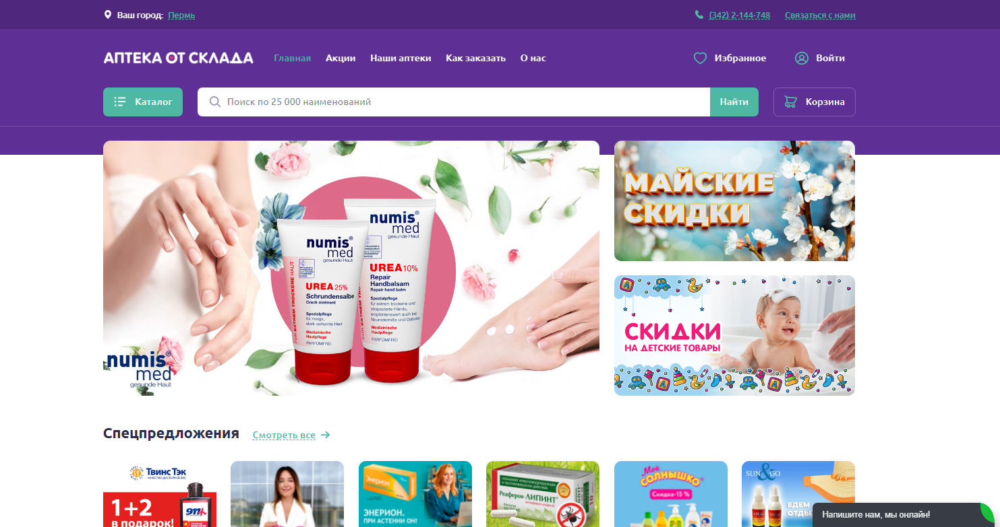 Ваш город: Пермь
(342) 2-144-748 Связаться с нами
АПТЕКА ОТ СКЛАДА
Главная Акции Наши аптеки Как заказать О нас
Избранное Войти
Каталог
Поиск по 25 000 наименований
Найти
Корзина
numis®
med
gesunde Haut
UREA 25%
Schrundensalbe
Crack ointment
Spezialpflege
für rissige,
stark verhornte Haut
Medizinische
Hautpflege
PARFÜMFREI
FÜR EXTREM TROCKENE HAUT
numis®
med
gesunde Haut
UREA 10%
Repair
Handbalsam
Repair hand balm
Spezialpflege
für extrem trockene und
strapazierte Hände,
empfehlenswert auch bei
Neurodermitis und Diabetes
Medizinische
Hautpflege
PARFÜMFREI
numis®
med
gesunde Haut
МАЙСКИЕ
СКИДКИ
СКИДКИ
НА ДЕТСКИЕ ТОВАРЫ
Спецпредложения Смотреть все
Твинс Тэк
1+2
в подарок!
911
Энерион
ЭНЕРИОН.
ПРИ АСТЕНИИ ОН!
оказывает иммуномодулирующее
и противовирусное действие
Реаферон-ЛИПИНТ®
Моё
солнышко®
Скидка-15 %
SUN & GO
ЕДЕМ
ОТДЫ
Напишите нам, мы онлайн!